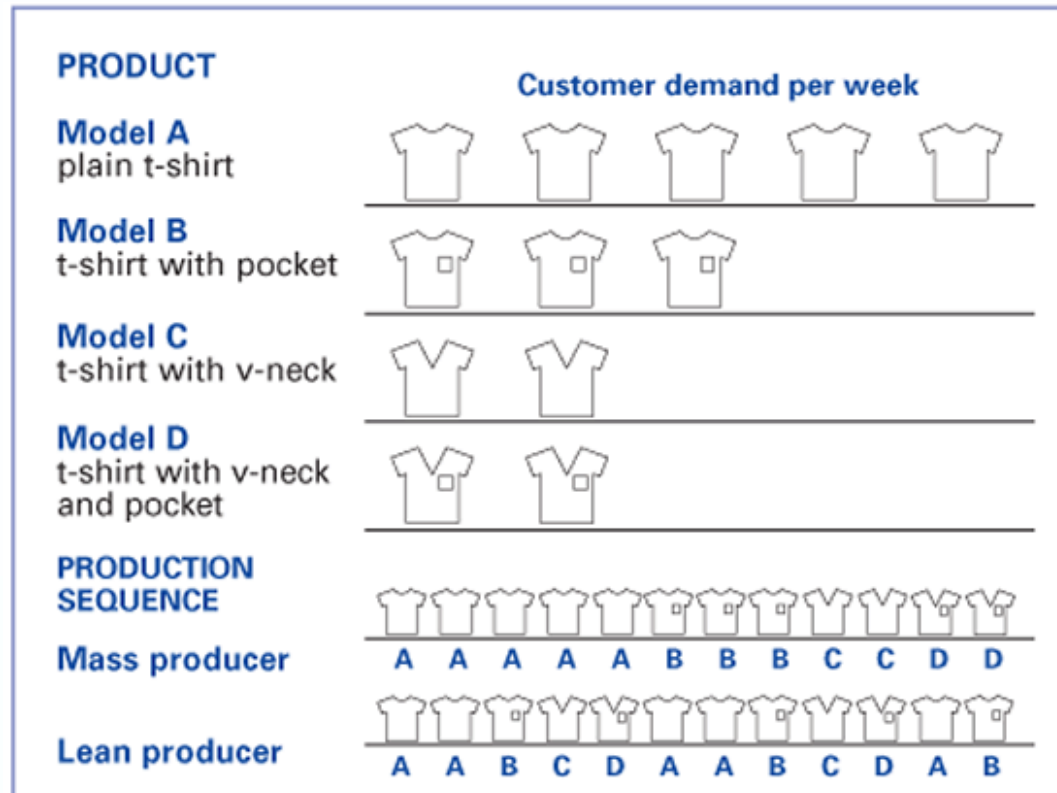 PRODUCT
Customer demand per week
Model A
plain t-shirt
Model B
t-shirt with pocket
Model C
t-shirt with v-neck
Model D
t-shirt with v-neck
and pocket
PRODUCTION
SEQUENCE
Mass producer A A A A A B B B C C D D
Lean producer A A B C D A A B C D A B